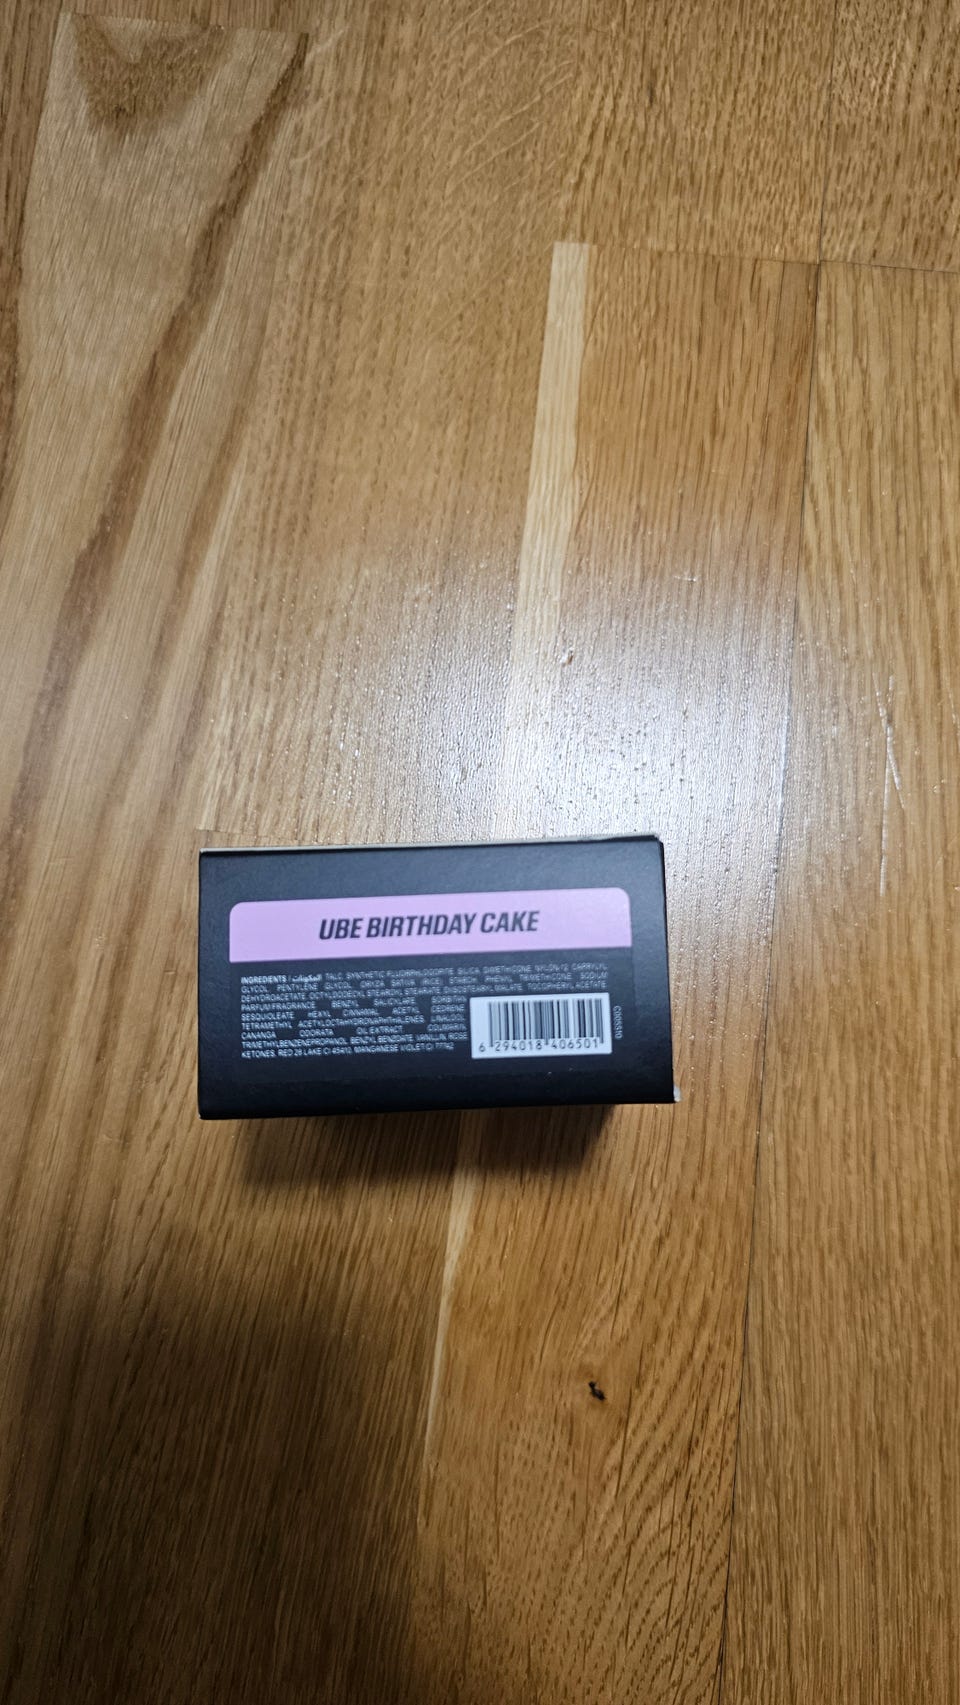 UBE BIRTHDAY CAKE
INGREDIENTS / المكونات: TALC, SYNTHETIC FLUORPHLOGOPITE, SILICA, DIMETHICONE, NYLON-12, CAPRYLYL
GLYCOL, PENTYLENE GLYCOL, ORYZA SATIVA (RICE) STARCH, PHENYL TRIMETHICONE, SODIUM
DEHYDROACETATE, OCTYLDODECYL STEAROYL STEARATE, DIISOSTEARYL MALATE, TOCOPHERYL ACETATE,
PARFUM/FRAGRANCE, BENZYL SALICYLATE, SORBITAN
SESQUIOLEATE, HEXYL CINNAMAL, ACETYL CEDRENE,
TETRAMETHYL ACETYLOCTAHYDRONAPHTHALENES, LINALOOL,
CANANGA ODORATA OIL EXTRACT, COUMARIN,
TRIMETHYLBENZENEPROPANOL, BENZYL BENZOATE, VANILLIN, ROSE
KETONES, RED 28 LAKE (CI 45410), MANGANESE VIOLET (CI 77742
6 294018 406501